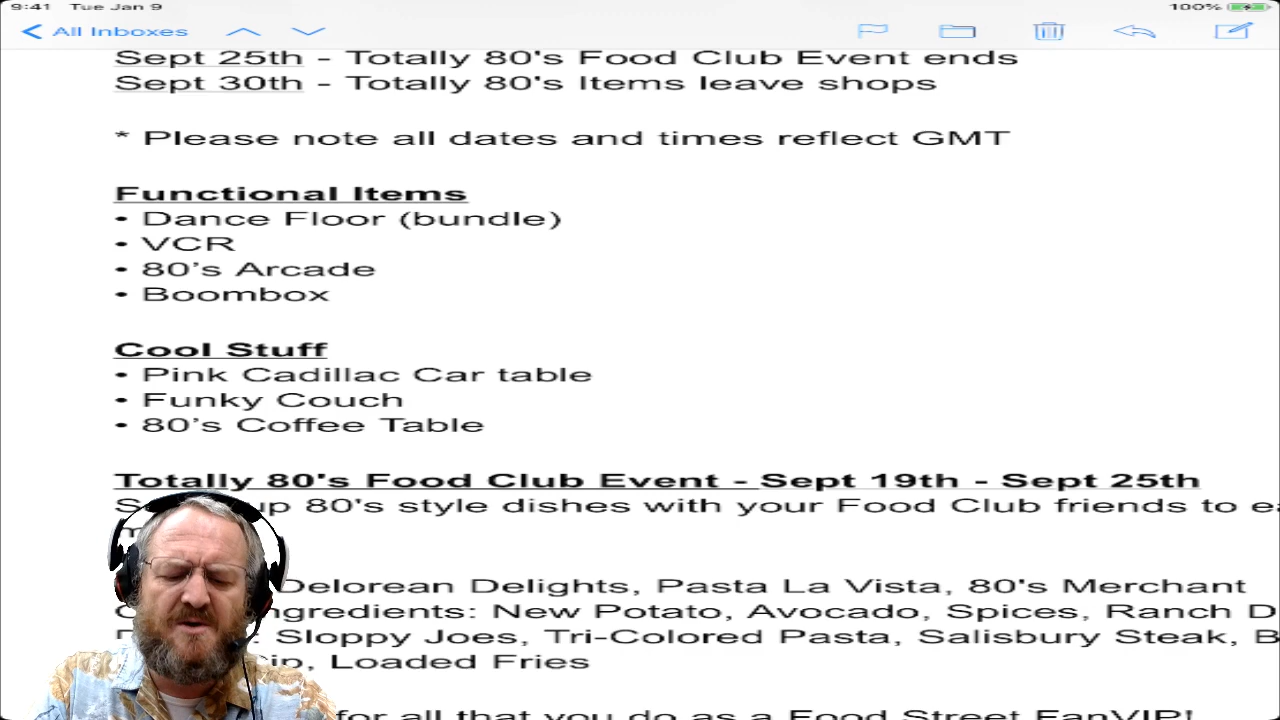 9:41 Tue Jan 9
100%
All Inboxes
Sept 25th - Totally 80's Food Club Event ends
Sept 30th - Totally 80's Items leave shops
* Please note all dates and times reflect GMT
Functional Items
• Dance Floor (bundle)
• VCR
• 80's Arcade
• Boombox
Cool Stuff
• Pink Cadillac Car table
• Funky Couch
• 80's Coffee Table
Totally 80's Food Club Event - Sept 19th - Sept 25th
up 80's style dishes with your Food Club friends to
Delorean Delights, Pasta La Vista, 80's Merchant
ngredients: New Potato, Avocado, Spices, Ranch D
: Sloppy Joes, Tri-Colored Pasta, Salisbury Steak, B
ip, Loaded Fries
for all that you do as a Food Street FanVIP!